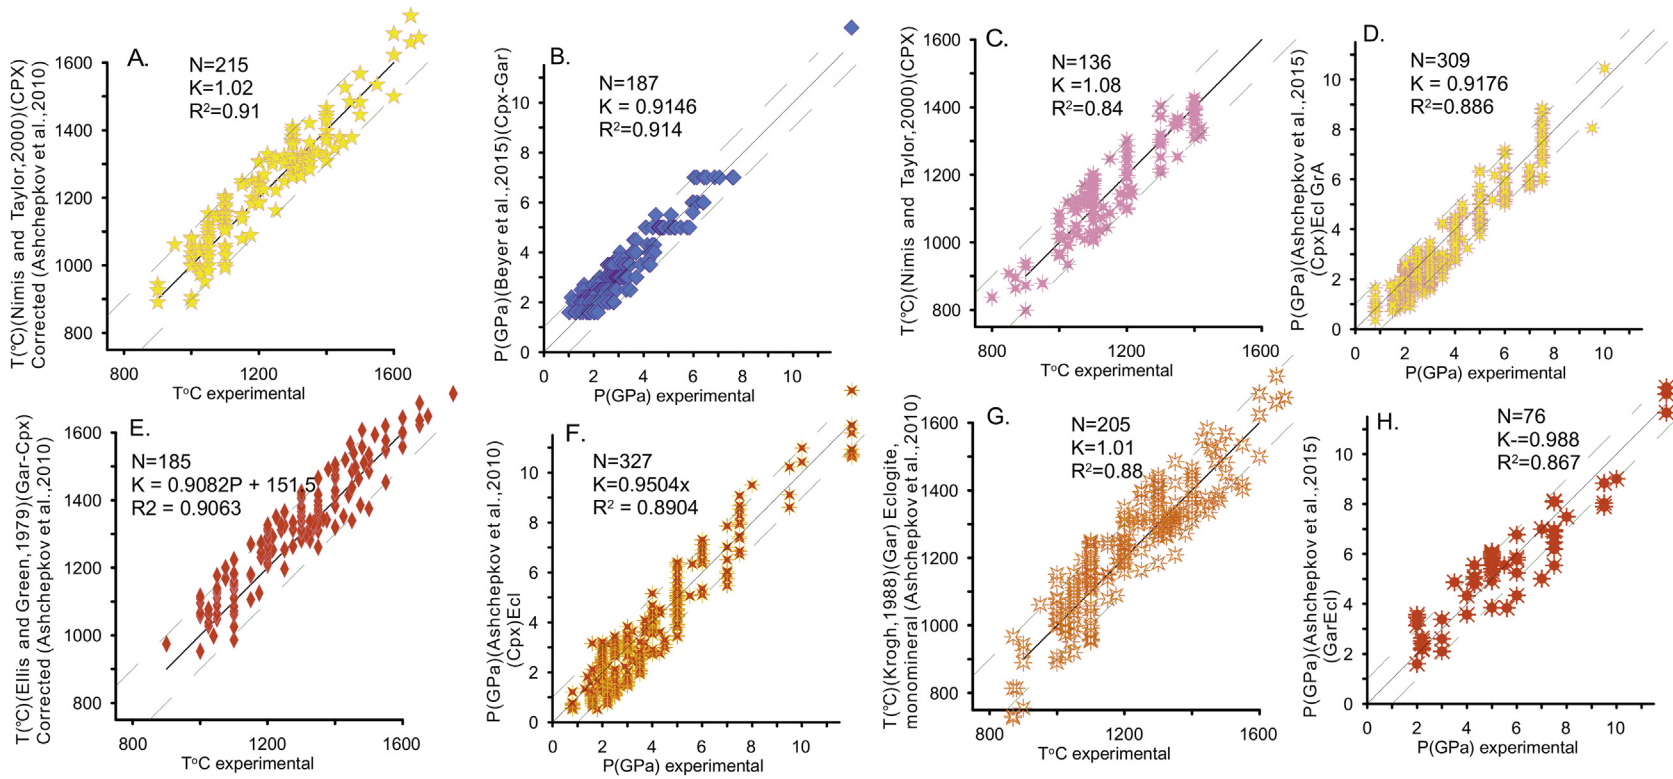 A.
N=215
K=1.02
R²=0.91
T(°C)(Nimis and Taylor,2000)(CPX)
Corrected (Ashchepkov et al.,2010)
1600
1400
1200
1000
800
800 1200 1600
T°C experimental
B.
N=187
K = 0.9146
R²=0.914
P(GPa)(Beyer et al.,2015)(Cpx-Gar)
10
8
6
4
2
0
0 2 4 6 8 10
P(GPa) experimental
C.
N=136
K =1.08
R²=0.84
T(°C)(Nimis and Taylor,2000)(CPX)
1600
1400
1200
1000
800
800 1200 1600
T°C experimental
D.
N=309
K = 0.9176
R²=0.886
P(GPa)(Ashchepkov et al.,2015)
(Cpx)Ecl GrA
10
8
6
4
2
0
0 2 4 6 8 10
P(GPa) experimental
E.
N=185
K = 0.9082P + 151.5
R2 = 0.9063
T(°C)(Ellis and Green,1979)(Gar-Cpx)
Corrected (Ashchepkov et al.,2010)
1600
1400
1200
1000
800
800 1200 1600
T°C experimental
F.
N=327
K=0.9504x
R² = 0.8904
P(GPa)(Ashchepkov et al.,2010)
(Cpx)Ecl
10
8
6
4
2
0
0 2 4 6 8 10
P(GPa) experimental
G.
N=205
K=1.01
R²=0.88
T(°C)(Krogh,1988)(Gar) Eclogite,
monomineral (Ashchepkov et al.,2010)
1600
1400
1200
1000
800
800 1200 1600
T°C experimental
H.
N=76
K-=0.988
R²=0.867
P(GPa)(Ashchepkov et al.,2015)
(GarEcl)
10
8
6
4
2
0
0 2 4 6 8 10
P(GPa) experimental